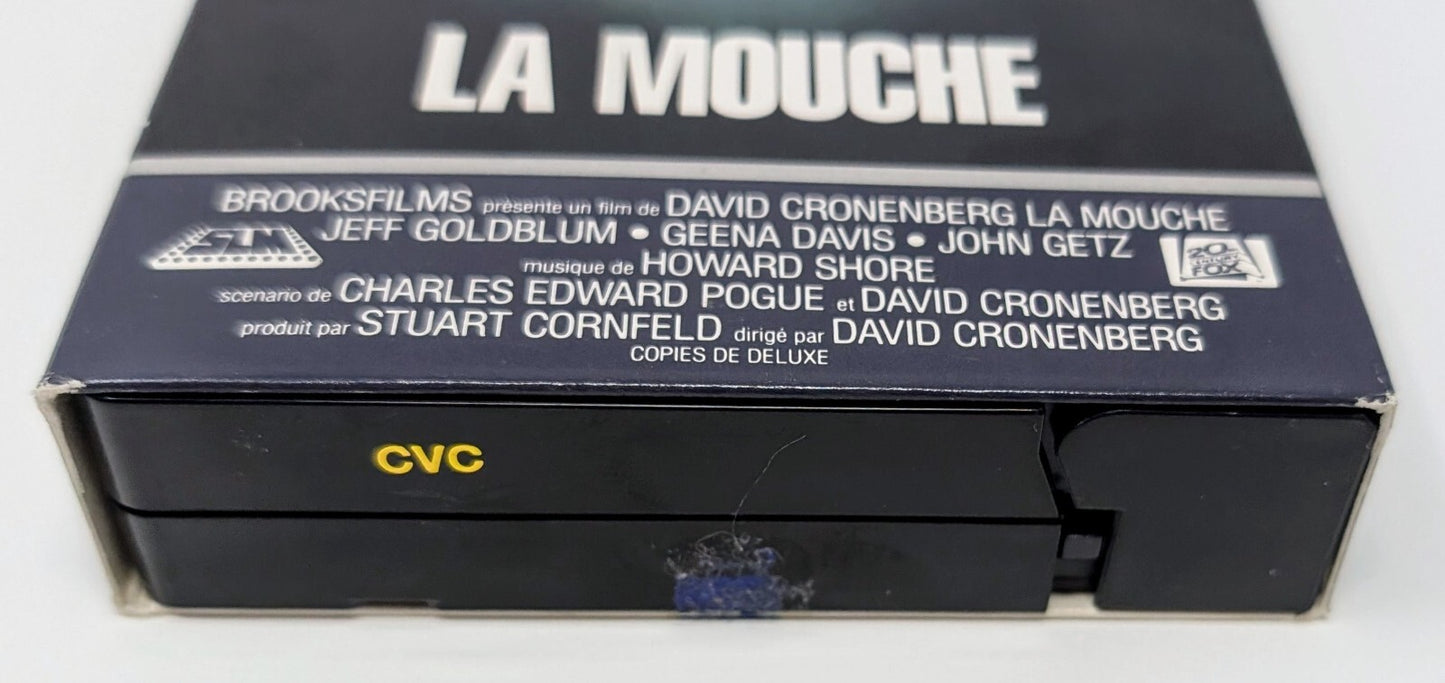 LA MOUCHE
BROOKSFILMS présente un film de DAVID CRONENBERG LA MOUCHE
JEFF GOLDBLUM • GEENA DAVIS • JOHN GETZ
musique de HOWARD SHORE
20th CENTURY FOX
scenario de CHARLES EDWARD POGUE et DAVID CRONENBERG
produit par STUART CORNFELD dirigé par DAVID CRONENBERG
COPIES DE DELUXE
CVC